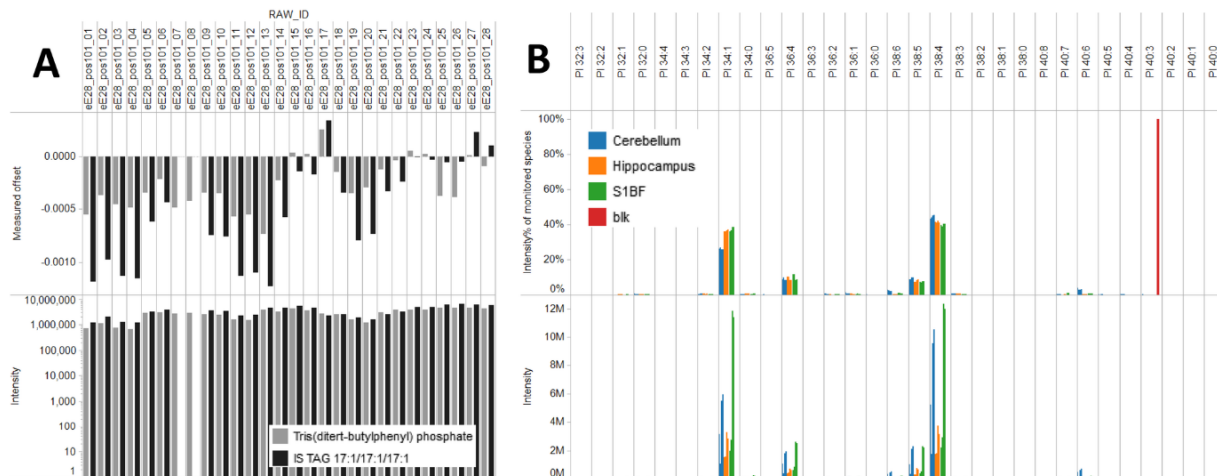 RAW_ID
A
eE28_pos101_01
eE28_pos101_02
eE28_pos101_03
eE28_pos101_04
eE28_pos101_05
eE28_pos101_06
eE28_pos101_07
eE28_pos101_08
eE28_pos101_10
eE28_pos101_11
eE28_pos101_12
eE28_pos101_13
eE28_pos101_14
eE28_pos101_15
eE28_pos101_17
eE28_pos101_18
eE28_pos101_19
eE28_pos101_20
eE28_pos101_21
eE28_pos101_22
eE28_pos101_25
eE28_pos101_26
eE28_pos101_27
eE28_pos101_28
Measured offset
0.0000
-0.0005
-0.0010
Intensity
10,000,000
1,000,000
100,000
10,000
1,000
100
10
1
Tris(ditert-butylphenyl) phosphate
IS TAG 17:1/17:1/17:1
B
PI 32:3
PI 32:2
PI 32:1
PI 32:0
PI 34:4
PI 34:3
PI 34:2
PI 34:1
PI 34:0
PI 36:5
PI 36:4
PI 36:3
PI 36:2
PI 36:1
PI 36:0
PI 38:6
PI 38:5
PI 38:4
PI 38:3
PI 38:2
PI 38:1
PI 38:0
PI 40:8
PI 40:7
PI 40:6
PI 40:5
PI 40:4
PI 40:3
PI 40:2
PI 40:1
PI 40:0
Intensity% of monitored species
100%
80%
60%
40%
20%
0%
Cerebellum
Hippocampus
S1BF
blk
Intensity
12M
10M
8M
6M
4M
2M
0M